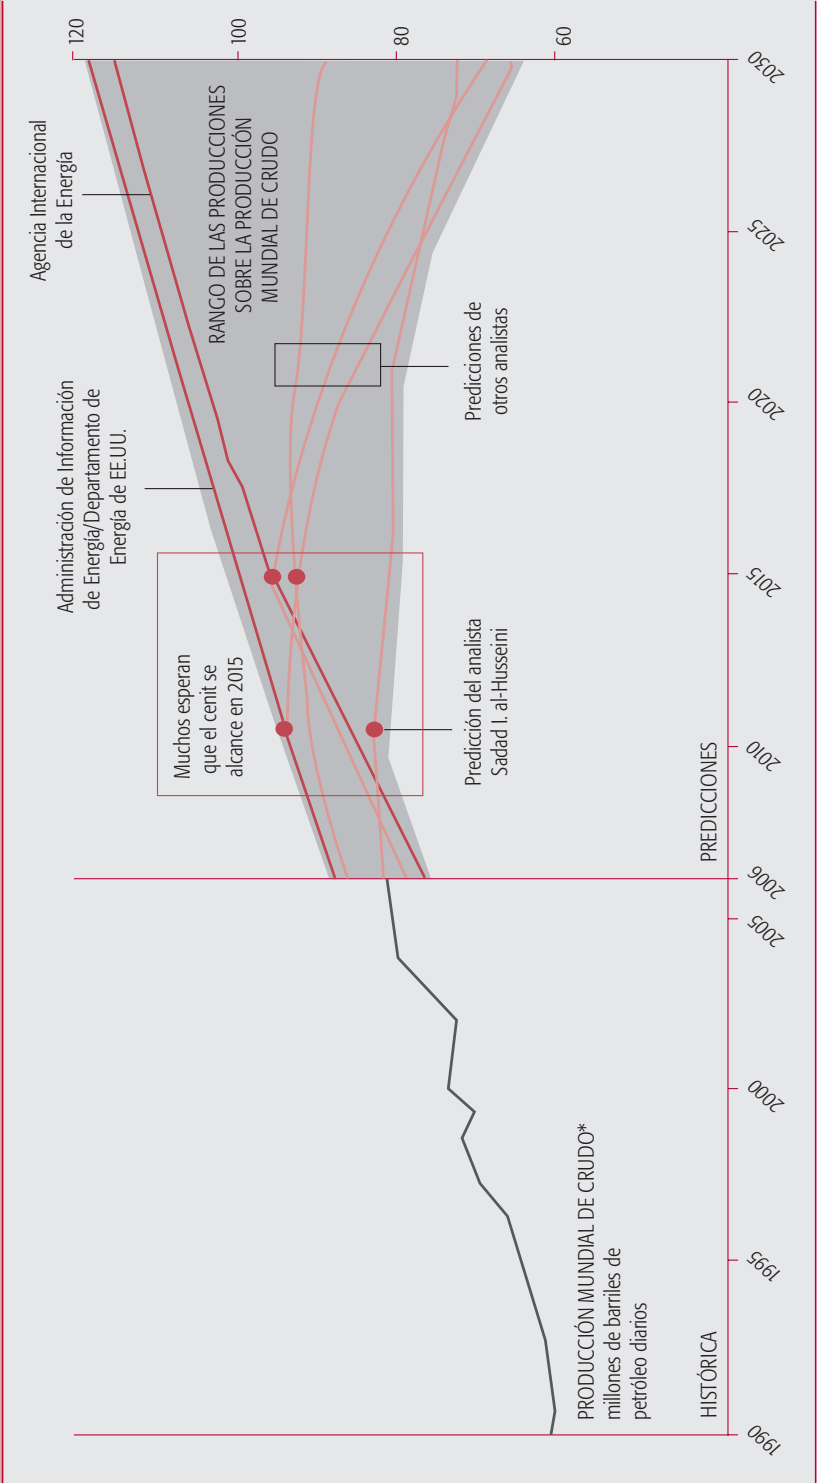 120
100
80
60
Agencia Internacional
de la Energía
Administración de Información
de Energía/Departamento de
Energía de EE.UU.
RANGO DE LAS PRODUCCIONES
SOBRE LA PRODUCCIÓN
MUNDIAL DE CRUDO
Muchos esperan
que el cenit se
alcance en 2015
Predicciones de
otros analistas
Predicción del analista
Sadad I. al-Husseini
PRODUCCIÓN MUNDIAL DE CRUDO*
millones de barriles de
petróleo diarios
HISTÓRICA
PREDICCIONES
1990
1995
2000
2005
2006
2010
2015
2020
2025
2030